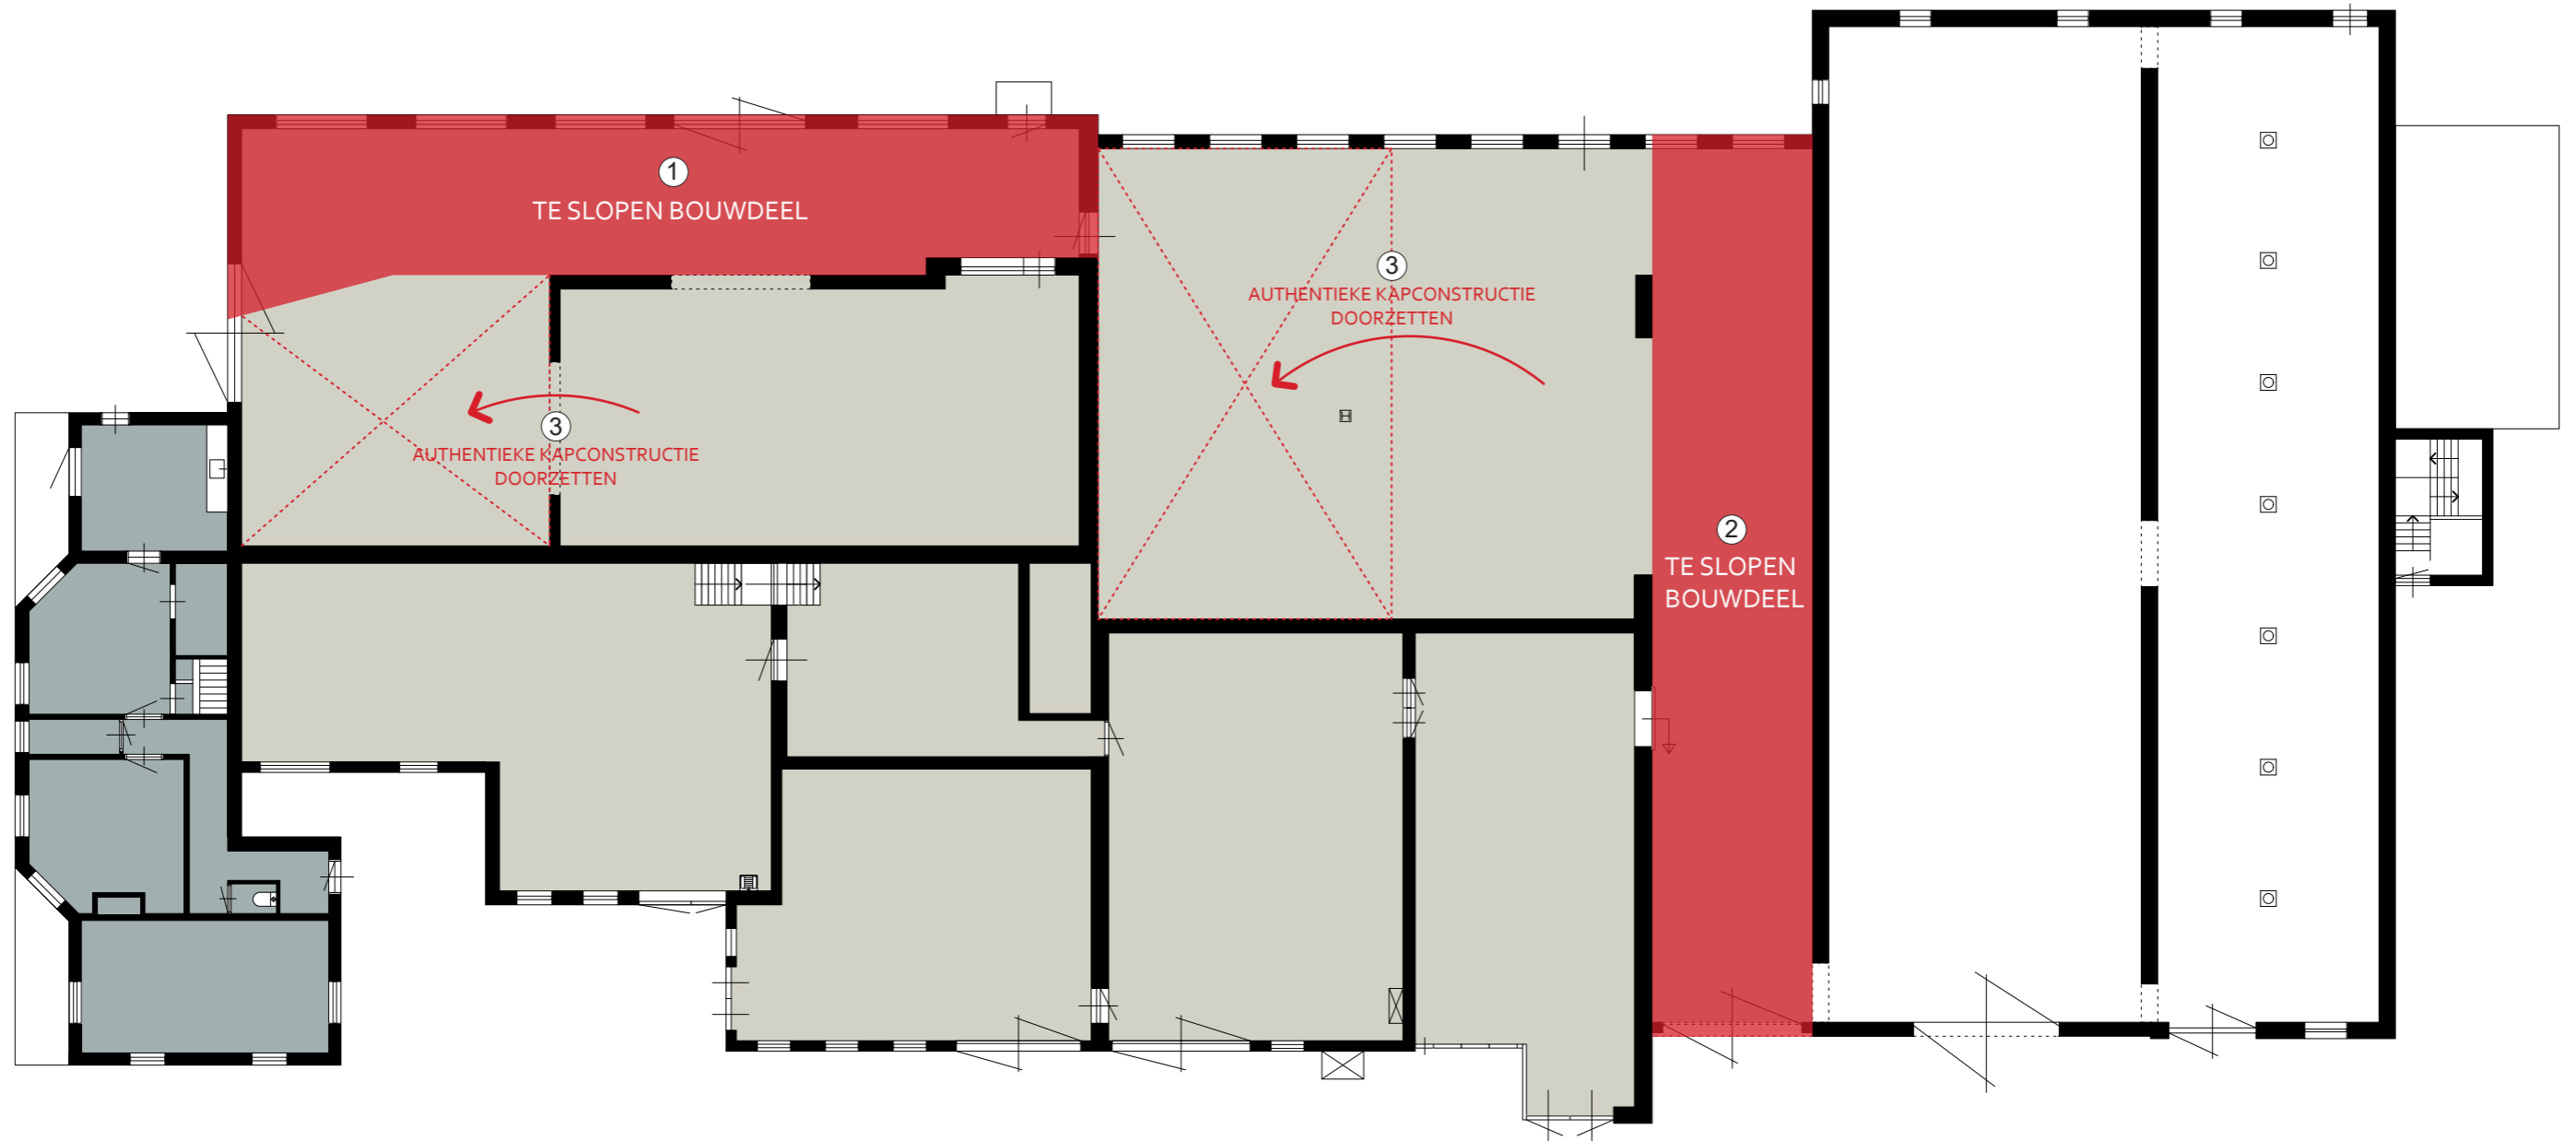 1
TE SLOPEN BOUWDEEL
3
AUTHENTIEKE KAPCONSTRUCTIE
DOORZETTEN
3
AUTHENTIEKE KAPCONSTRUCTIE
DOORZETTEN
2
TE SLOPEN
BOUWDEEL